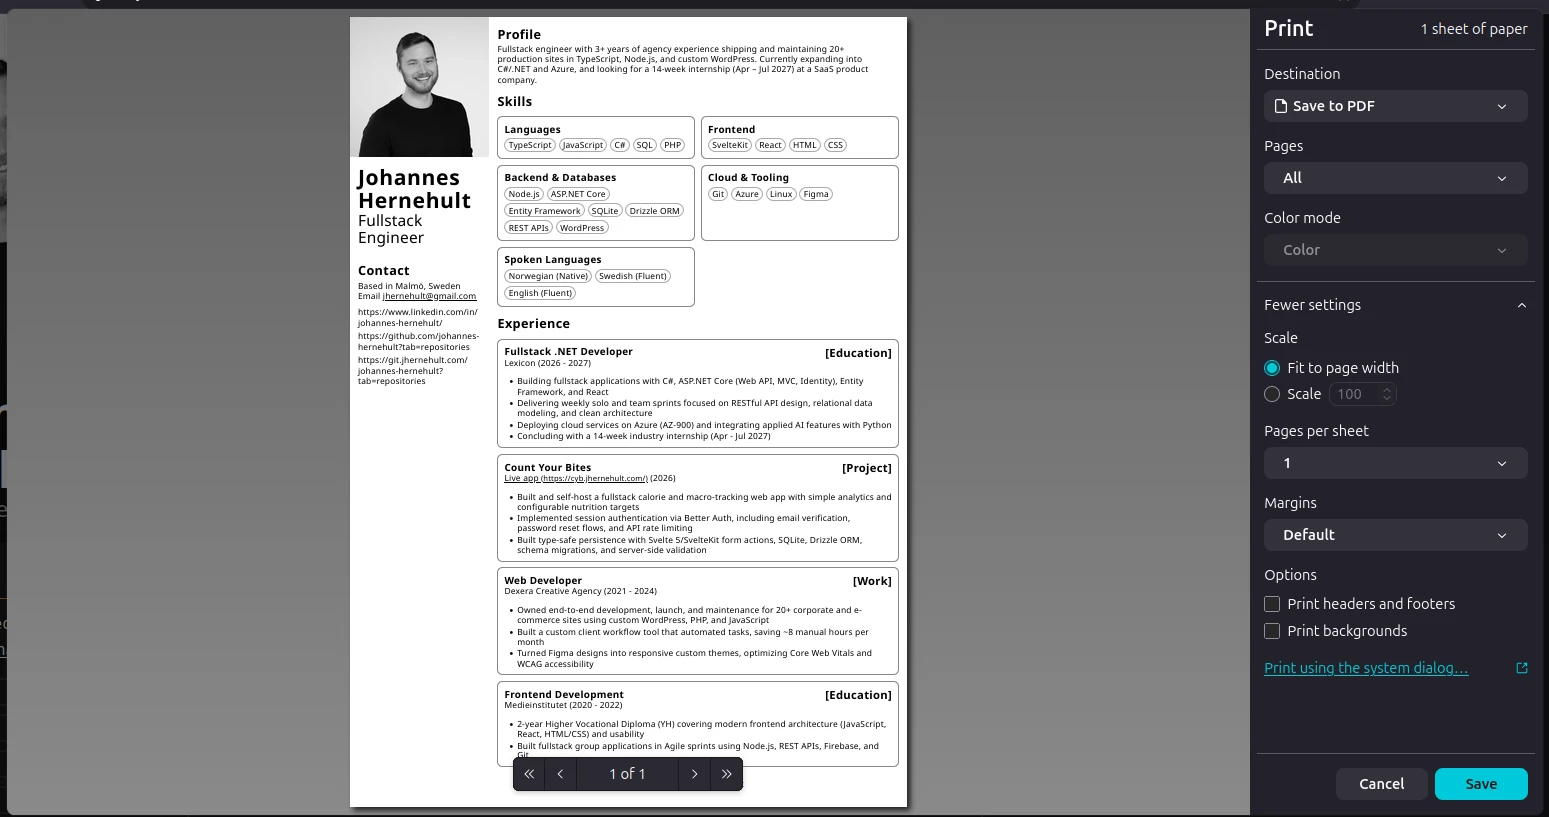 Johannes
Hernehult
Fullstack
Engineer
Contact
Based in Malmö, Sweden
Email jhernehult@gmail.com
https://www.linkedin.com/in/
johannes-hernehult/
https://github.com/johannes-
hernehult?tab=repositories
https://git.jhernehult.com/
johannes-hernehult?
tab=repositories
Profile
Fullstack engineer with 3+ years of agency experience shipping and maintaining 20+
production sites in TypeScript, Node.js, and custom WordPress. Currently expanding into
C#/.NET and Azure, and looking for a 14-week internship (Apr – Jul 2027) at a SaaS product
company.
Skills
Languages
TypeScript JavaScript C# SQL PHP
Frontend
SvelteKit React HTML CSS
Backend & Databases
Node.js ASP.NET Core
Entity Framework SQLite Drizzle ORM
REST APIs WordPress
Cloud & Tooling
Git Azure Linux Figma
Spoken Languages
Norwegian (Native) Swedish (Fluent)
English (Fluent)
Experience
Fullstack .NET Developer [Education]
Lexicon (2026 - 2027)
• Building fullstack applications with C#, ASP.NET Core (Web API, MVC, Identity), Entity
Framework, and React
• Delivering weekly solo and team sprints focused on RESTful API design, relational data
modeling, and clean architecture
• Deploying cloud services on Azure (AZ-900) and integrating applied AI features with Python
• Concluding with a 14-week industry internship (Apr - Jul 2027)
Count Your Bites [Project]
Live app (https://cyb.jhernehult.com/) (2026)
• Built and self-host a fullstack calorie and macro-tracking web app with simple analytics and
configurable nutrition targets
• Implemented session authentication via Better Auth, including email verification,
password reset flows, and API rate limiting
• Built type-safe persistence with Svelte 5/SvelteKit form actions, SQLite, Drizzle ORM,
schema migrations, and server-side validation
Web Developer [Work]
Dexera Creative Agency (2021 - 2024)
• Owned end-to-end development, launch, and maintenance for 20+ corporate and e-
commerce sites using custom WordPress, PHP, and JavaScript
• Built a custom client workflow tool that automated tasks, saving ~8 manual hours per
month
• Turned Figma designs into responsive custom themes, optimizing Core Web Vitals and
WCAG accessibility
Frontend Development [Education]
Medieinstitutet (2020 - 2022)
• 2-year Higher Vocational Diploma (YH) covering modern frontend architecture (JavaScript,
React, HTML/CSS) and usability
• Built fullstack group applications in Agile sprints using Node.js, REST APIs, Firebase, and
Git
1 of 1
Print 1 sheet of paper
Destination
Save to PDF
Pages
All
Color mode
Color
Fewer settings
Scale
Fit to page width
Scale 100
Pages per sheet
1
Margins
Default
Options
Print headers and footers
Print backgrounds
Print using the system dialog…
Cancel Save